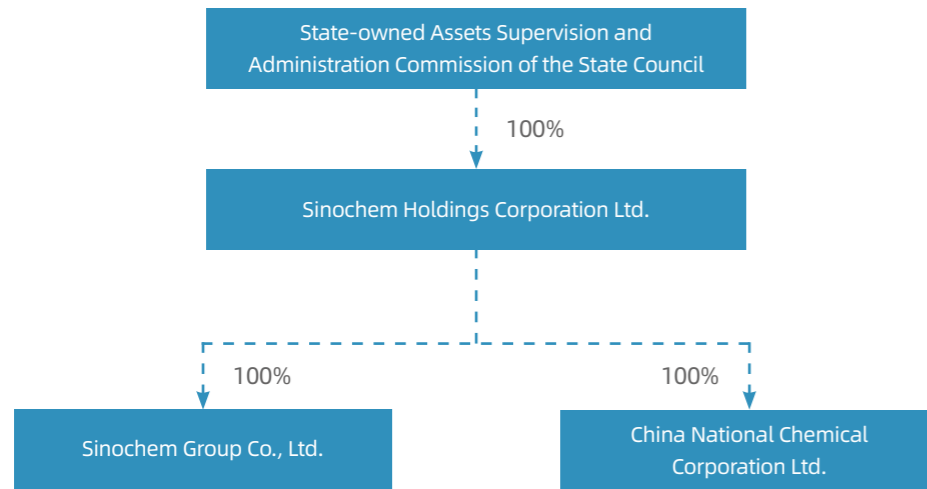 State-owned Assets Supervision and
Administration Commission of the State Council
100%
Sinochem Holdings Corporation Ltd.
100%
100%
Sinochem Group Co., Ltd.
China National Chemical
Corporation Ltd.